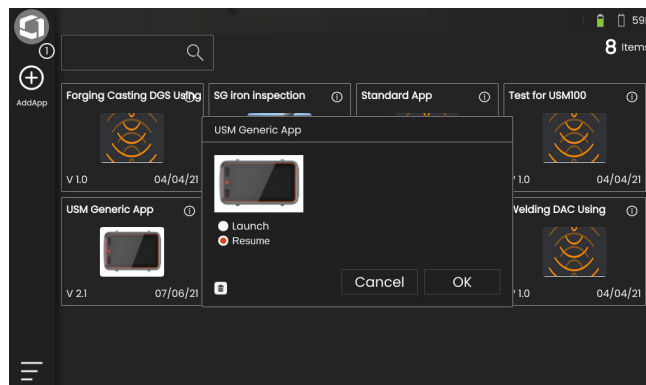 59
1
8 Items
AddApp
Forging Casting DGS Using
SG iron inspection
Standard App
Test for USM100
USM Generic App
V 1.0
04/04/21
1.0
04/04/21
USM Generic App
Welding DAC Using
Launch
Resume
Cancel
OK
V 2.1
07/06/21
1.0
04/04/21